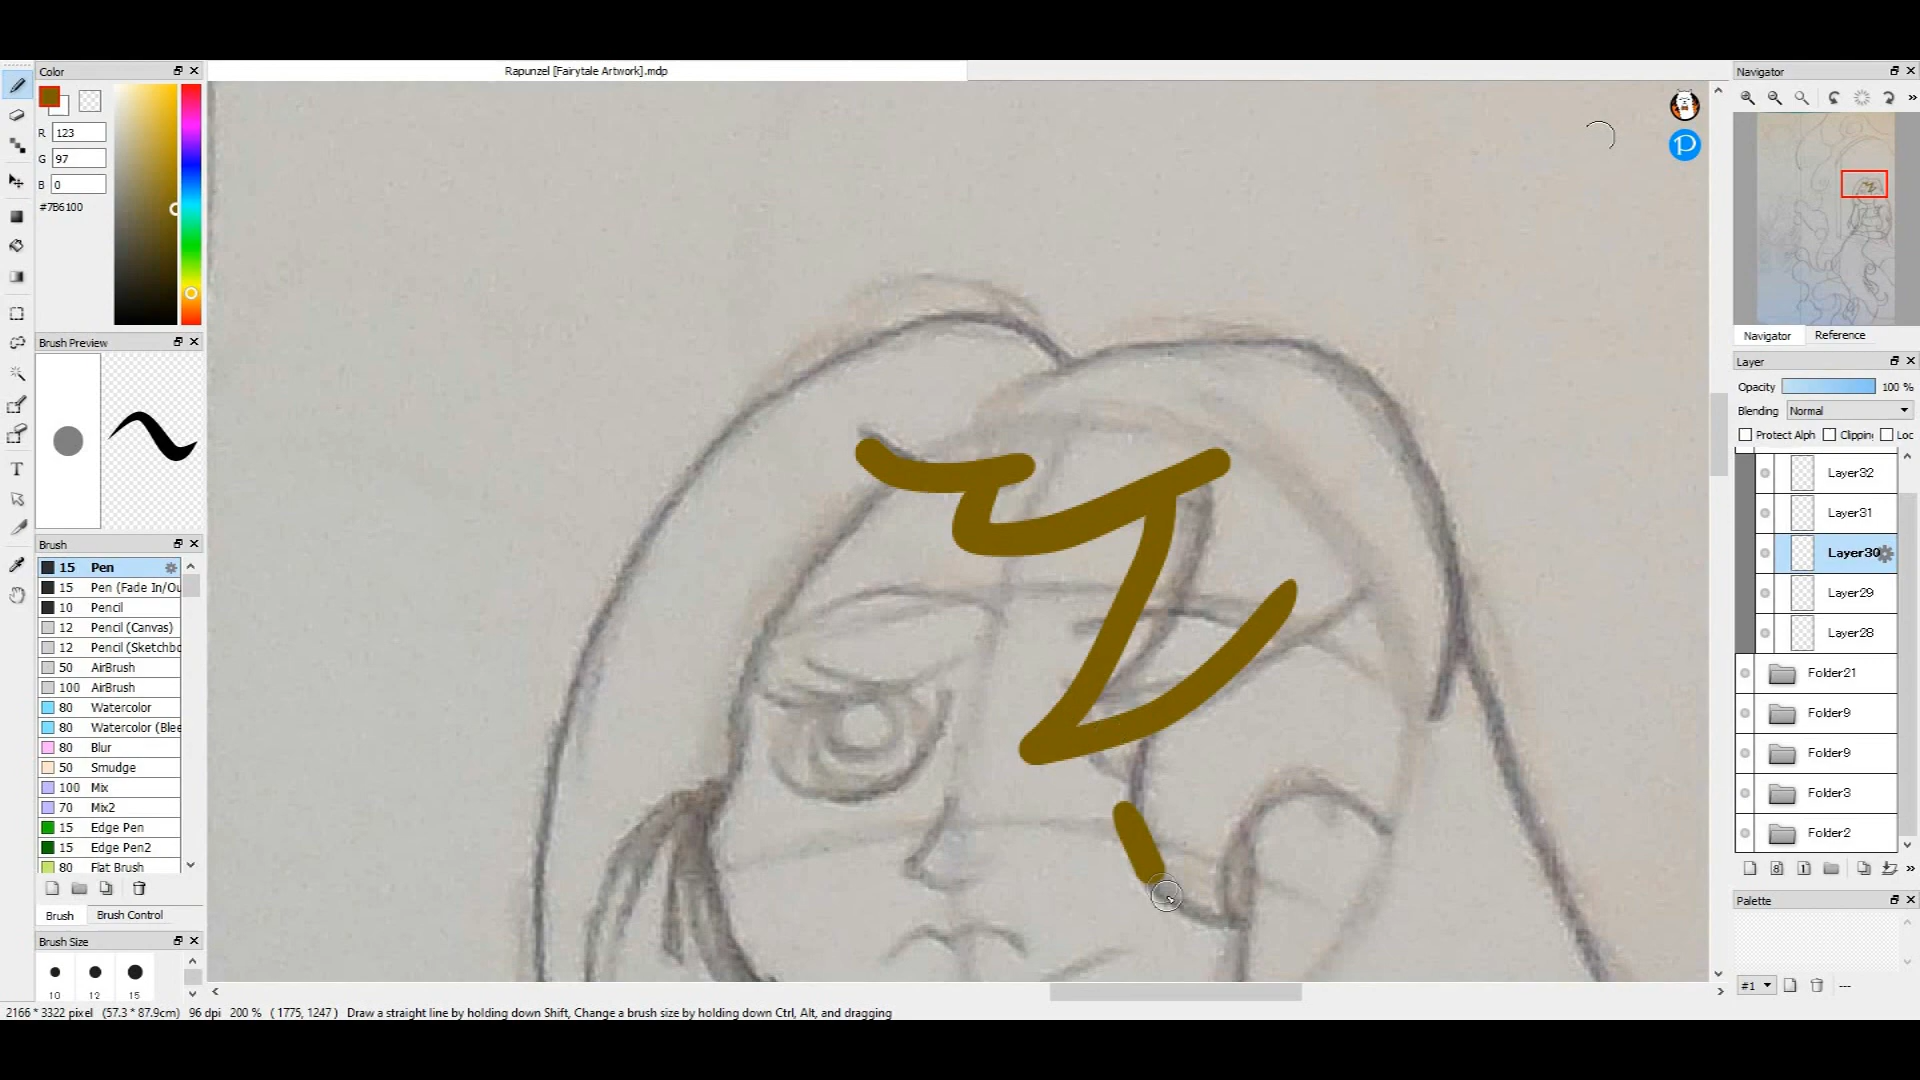 Color
Rapunzel [Fairytale Artwork].mdp
Navigator
R 123
G 97
B 0
#7B6100
Navigator Reference
Brush Preview
Layer
Opacity 100 %
Blending Normal
Protect Alph Clippin Loc
Layer32
Layer31
Layer30
Layer29
Layer28
Folder21
Folder9
Folder9
Folder3
Folder2
Brush
15 Pen
15 Pen (Fade In/Ou
10 Pencil
12 Pencil (Canvas)
12 Pencil (Sketchbo
50 AirBrush
100 AirBrush
80 Watercolor
80 Watercolor (Blee
80 Blur
50 Smudge
100 Mix
70 Mix2
15 Edge Pen
15 Edge Pen2
80 Flat Brush
Brush Brush Control
Palette
#1 ---
Brush Size
10 12 15
2166 * 3322 pixel (57.3 * 87.9cm) 96 dpi 200 % ( 1775, 1247 ) Draw a straight line by holding down Shift, Change a brush size by holding down Ctrl, Alt, and dragging